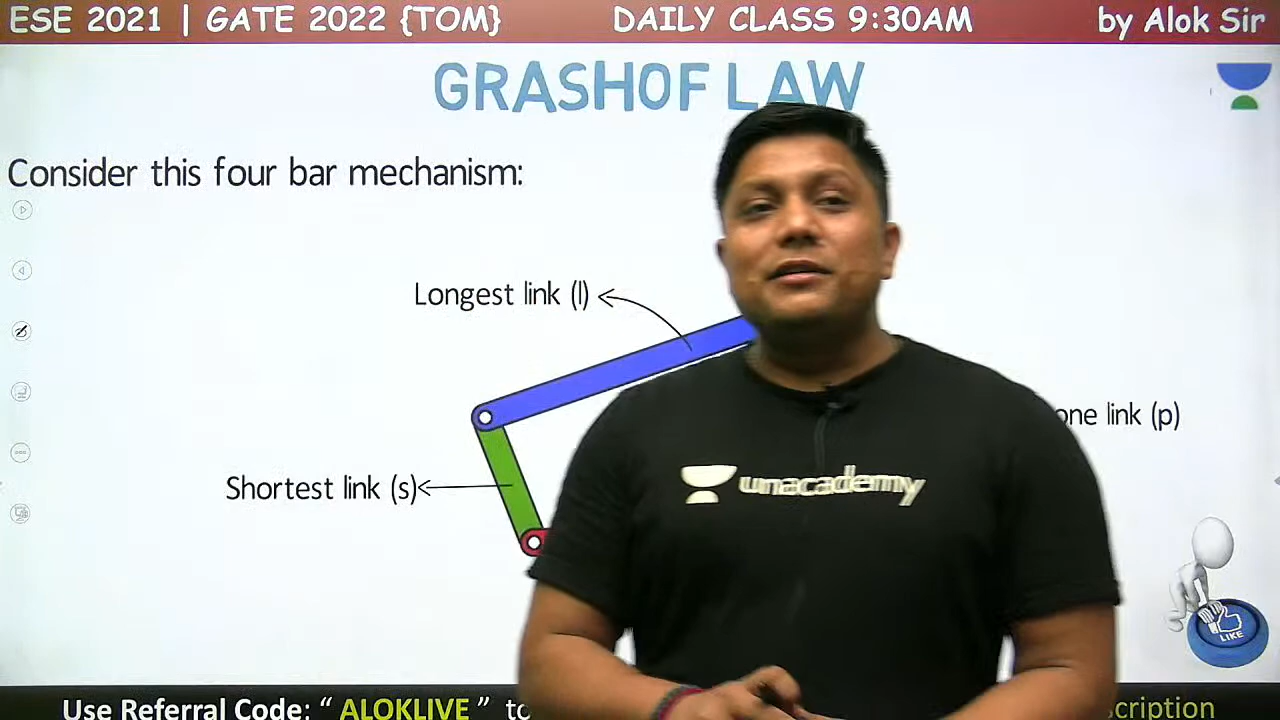 ESE 2021 | GATE 2022 {TOM} DAILY CLASS 9:30AM by Alok Sir
GRASHOF LAW
Consider this four bar mechanism:
Longest link (l)
one link (p)
Shortest link (s)
unacademy
LIKE
Use Referral Code: “ ALOKLIVE ” to